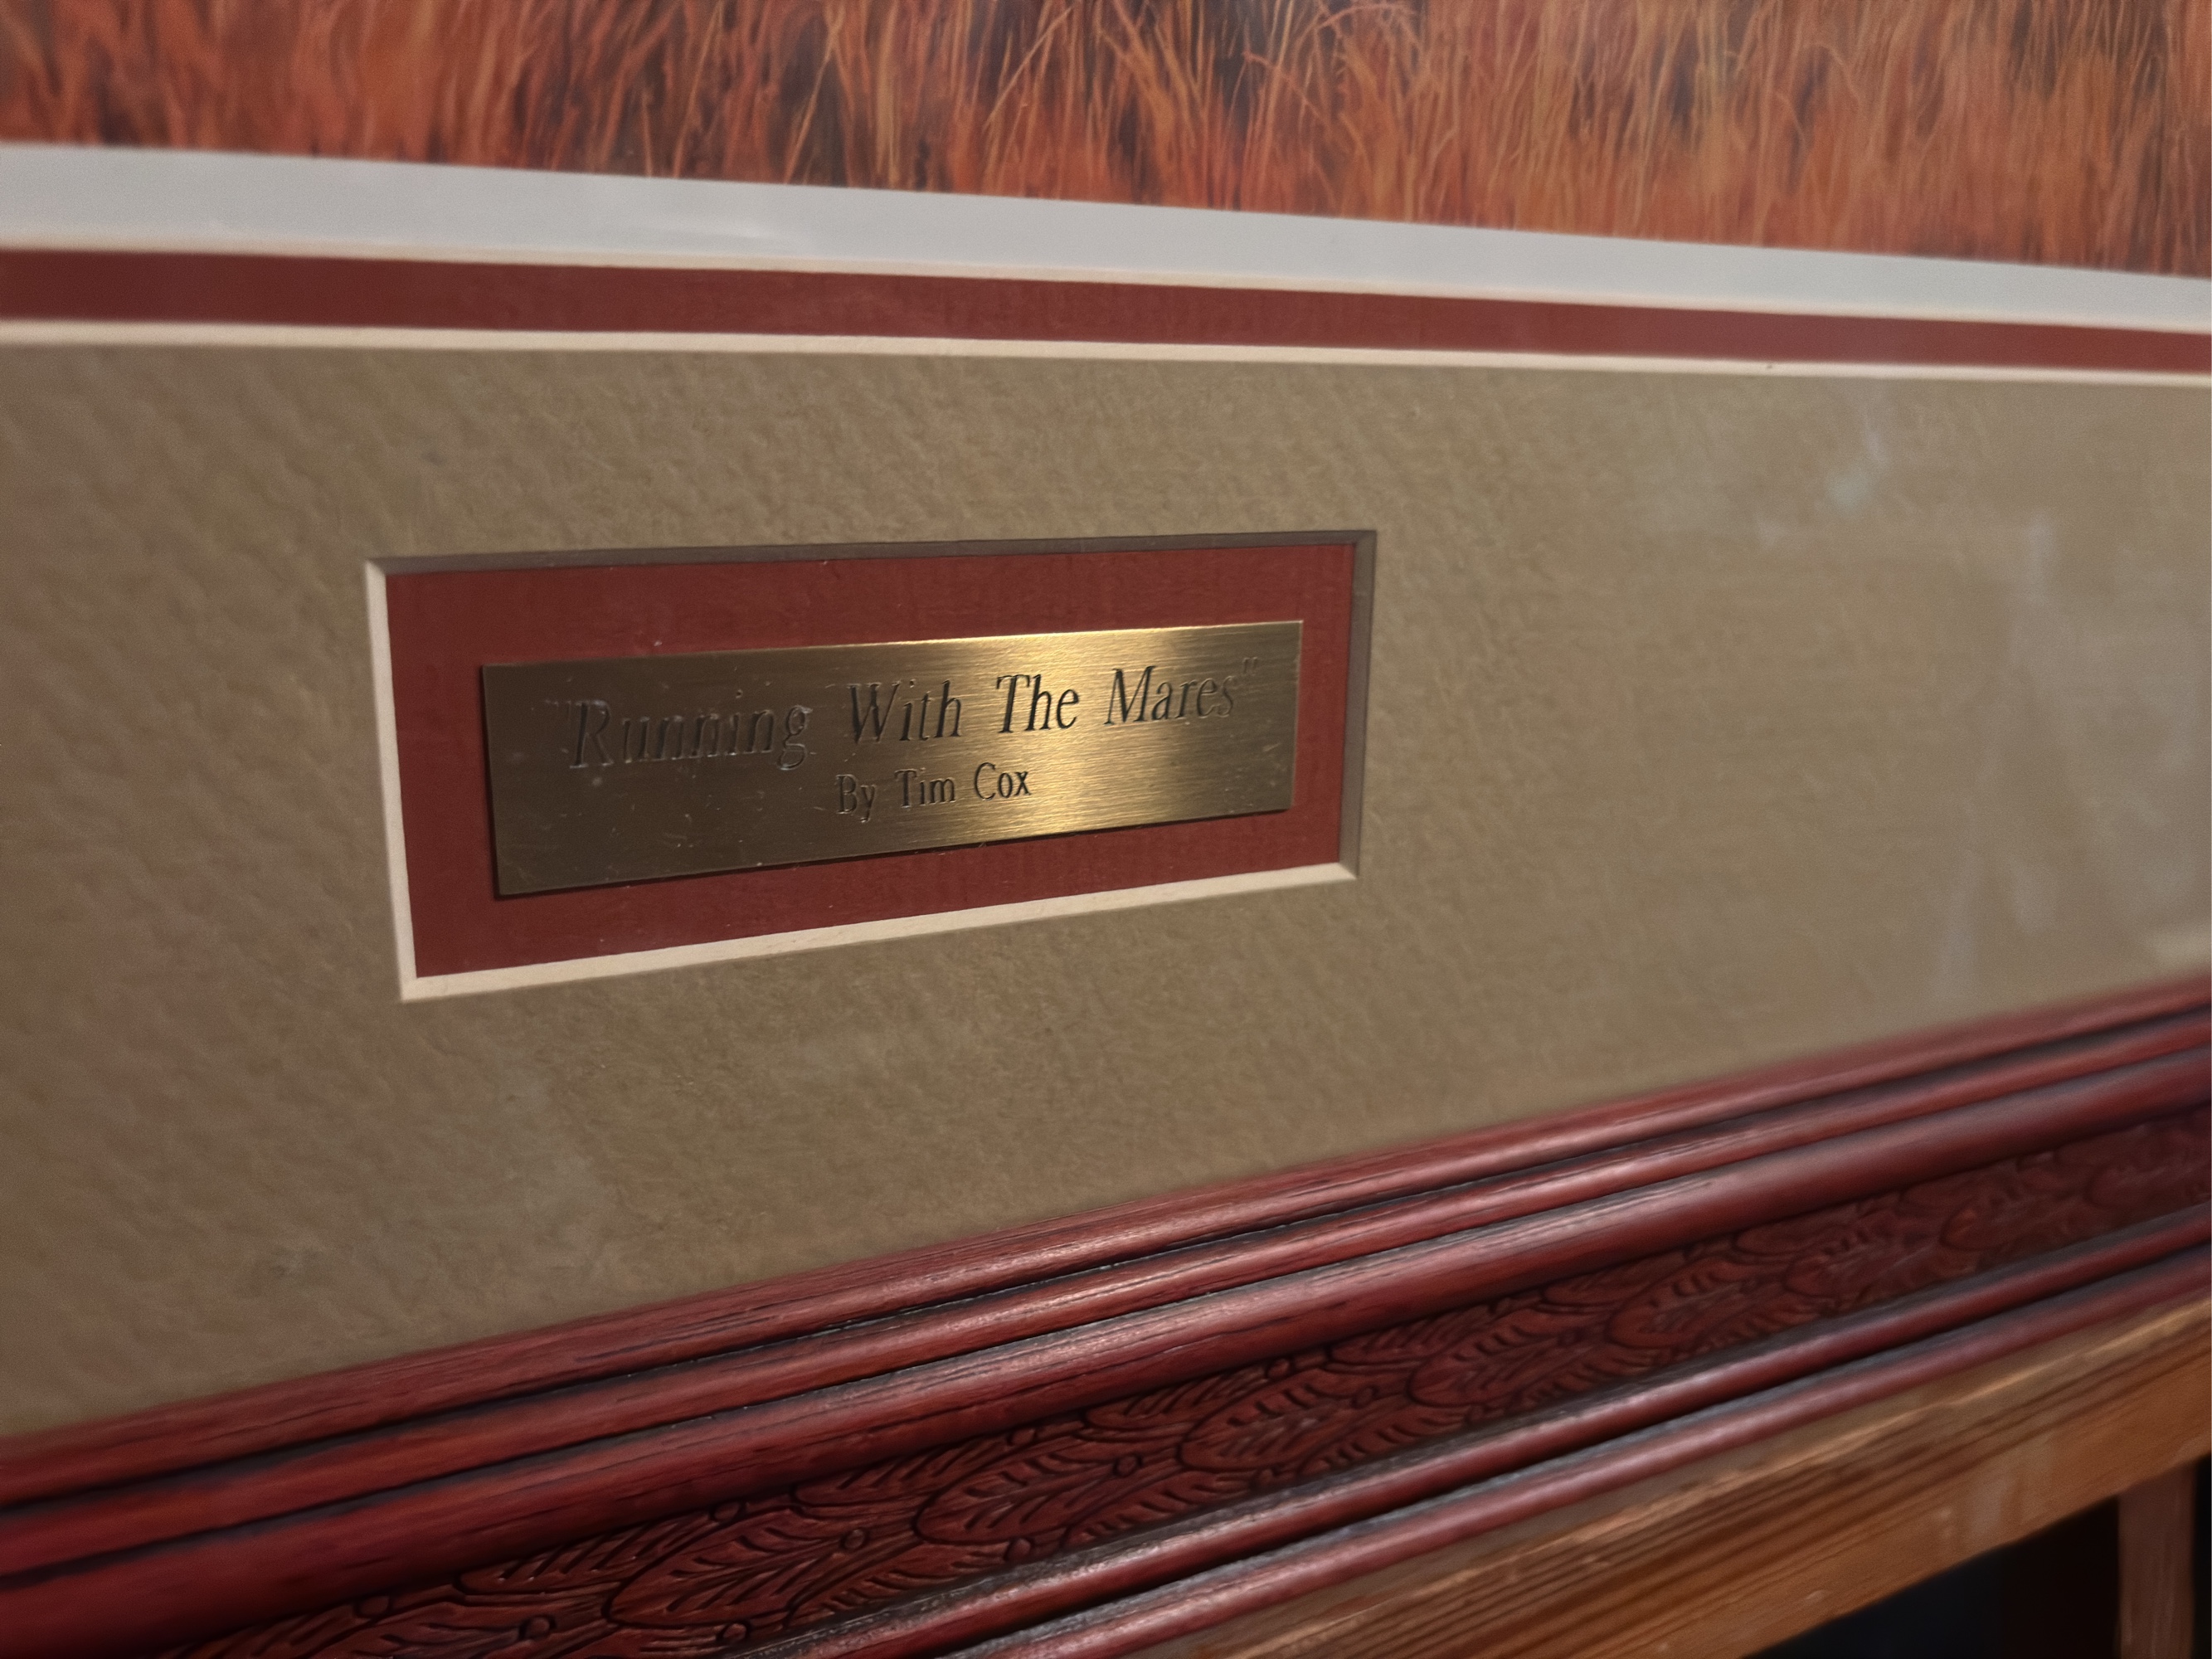 "Running With The Mares"
By Tim Cox